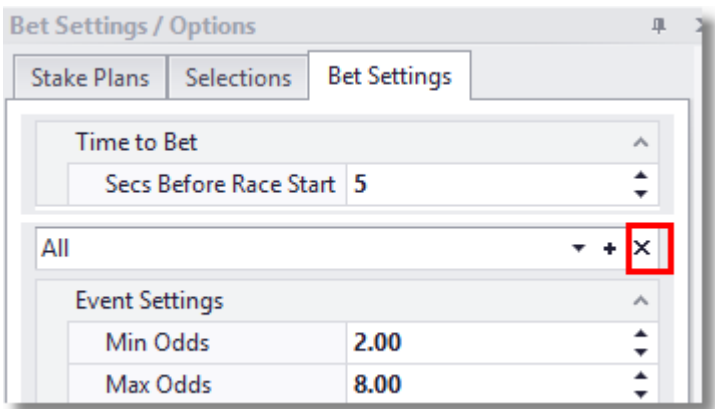 Bet Settings / Options
Stake Plans Selections Bet Settings
Time to Bet
Secs Before Race Start 5
All
Event Settings
Min Odds 2.00
Max Odds 8.00